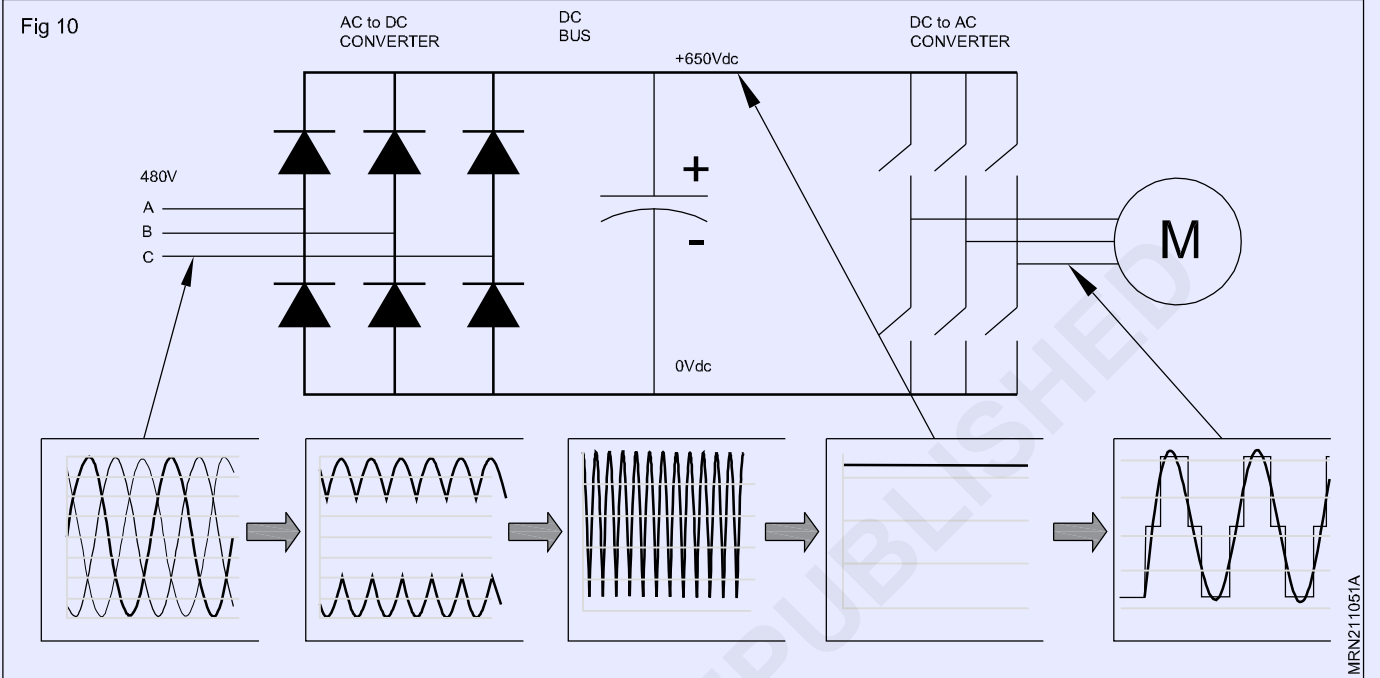 Fig 10
AC to DC
CONVERTER
DC
BUS
DC to AC
CONVERTER
+650Vdc
480V
A
B
C
+
-
M
0Vdc
MRN211051A